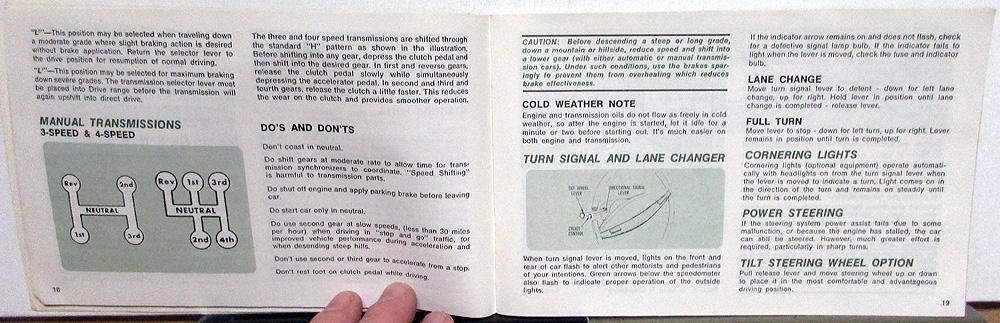 "L"—This position may be selected when traveling down
a moderate grade where slight braking action is desired
without brake application. Return the selector lever to
the drive position for resumption of normal driving.
"L"—This position may be selected for maximum braking
down severe grades. The transmission selector lever must
be placed into Drive range before the transmission will
again upshift into direct drive.
MANUAL TRANSMISSIONS
3-SPEED & 4-SPEED
Rev
2nd
NEUTRAL
1st
3rd
Rev
1st
3rd
NEUTRAL
2nd
4th
18
The three and four speed transmissions are shifted through
the standard "H" pattern as shown in the illustration.
Before shifting into any gear, depress the clutch pedal and
then shift into the desired gear. In first and reverse gears,
release the clutch pedal slowly while simultaneously
depressing the accelerator pedal. In second and third and
fourth gears, release the clutch a little faster. This reduces
the wear on the clutch and provides smoother operation.
DO'S AND DON'TS
Don't coast in neutral.
Do shift gears at moderate rate to allow time for trans-
mission synchronizers to coordinate. "Speed Shifting"
is harmful to transmission parts.
Do shut off engine and apply parking brake before leaving
car.
Do start car only in neutral.
Do use second gear at slow speeds, (less than 30 miles
per hour) when driving in "stop and go" traffic, for
improved vehicle performance during acceleration and
when desending steep hills.
Don't use second or third gear to accelerate from a stop.
Don't rest foot on clutch pedal while driving.
CAUTION: Before descending a steep or long grade,
down a mountain or hillside, reduce speed and shift into
a lower gear (with either automatic or manual transmis-
sion cars). Under such conditions, use the brakes spar-
ingly to prevent them from overheating which reduces
brake effectiveness.
COLD WEATHER NOTE
Engine and transmission oils do not flow as freely in cold
weather, so after the engine is started, let it idle for a
minute or two before starting out. It's much easier on
both engine and transmission.
TURN SIGNAL AND LANE CHANGER
TILT WHEEL
LEVER
DIRECTIONAL SIGNAL
LEVER
CRUISE
CONTROL
When turn signal lever is moved, lights on the front and
rear of car flash to alert other motorists and pedestrians
of your intentions. Green arrows below the speedometer
also flash to indicate proper operation of the outside
lights.
If the indicator arrow remains on and does not flash, check
for a defective signal lamp bulb. If the indicator fails to
light when the lever is moved, check the fuse and indicator
bulb.
LANE CHANGE
Move turn signal lever to detent - down for left lane
change, up for right. Hold lever in position until lane
change is completed - release lever.
FULL TURN
Move lever to stop - down for left turn, up for right. Lever
remains in position until turn is completed.
CORNERING LIGHTS
Cornering lights (optional equipment) operate automati-
cally with headlights on from the turn signal lever when
the lever is moved to indicate a turn. Light comes on in
the direction of the turn and remains on steadily until
the turn is completed.
POWER STEERING
If the steering system power assist fails due to some
malfunction, or because the engine has stalled, the car
can still be steered. However, much greater effort is
required, particularly in sharp turns.
TILT STEERING WHEEL OPTION
Pull release lever and move steering wheel up or down
to place it in the most comfortable and advantageous
driving position.
19